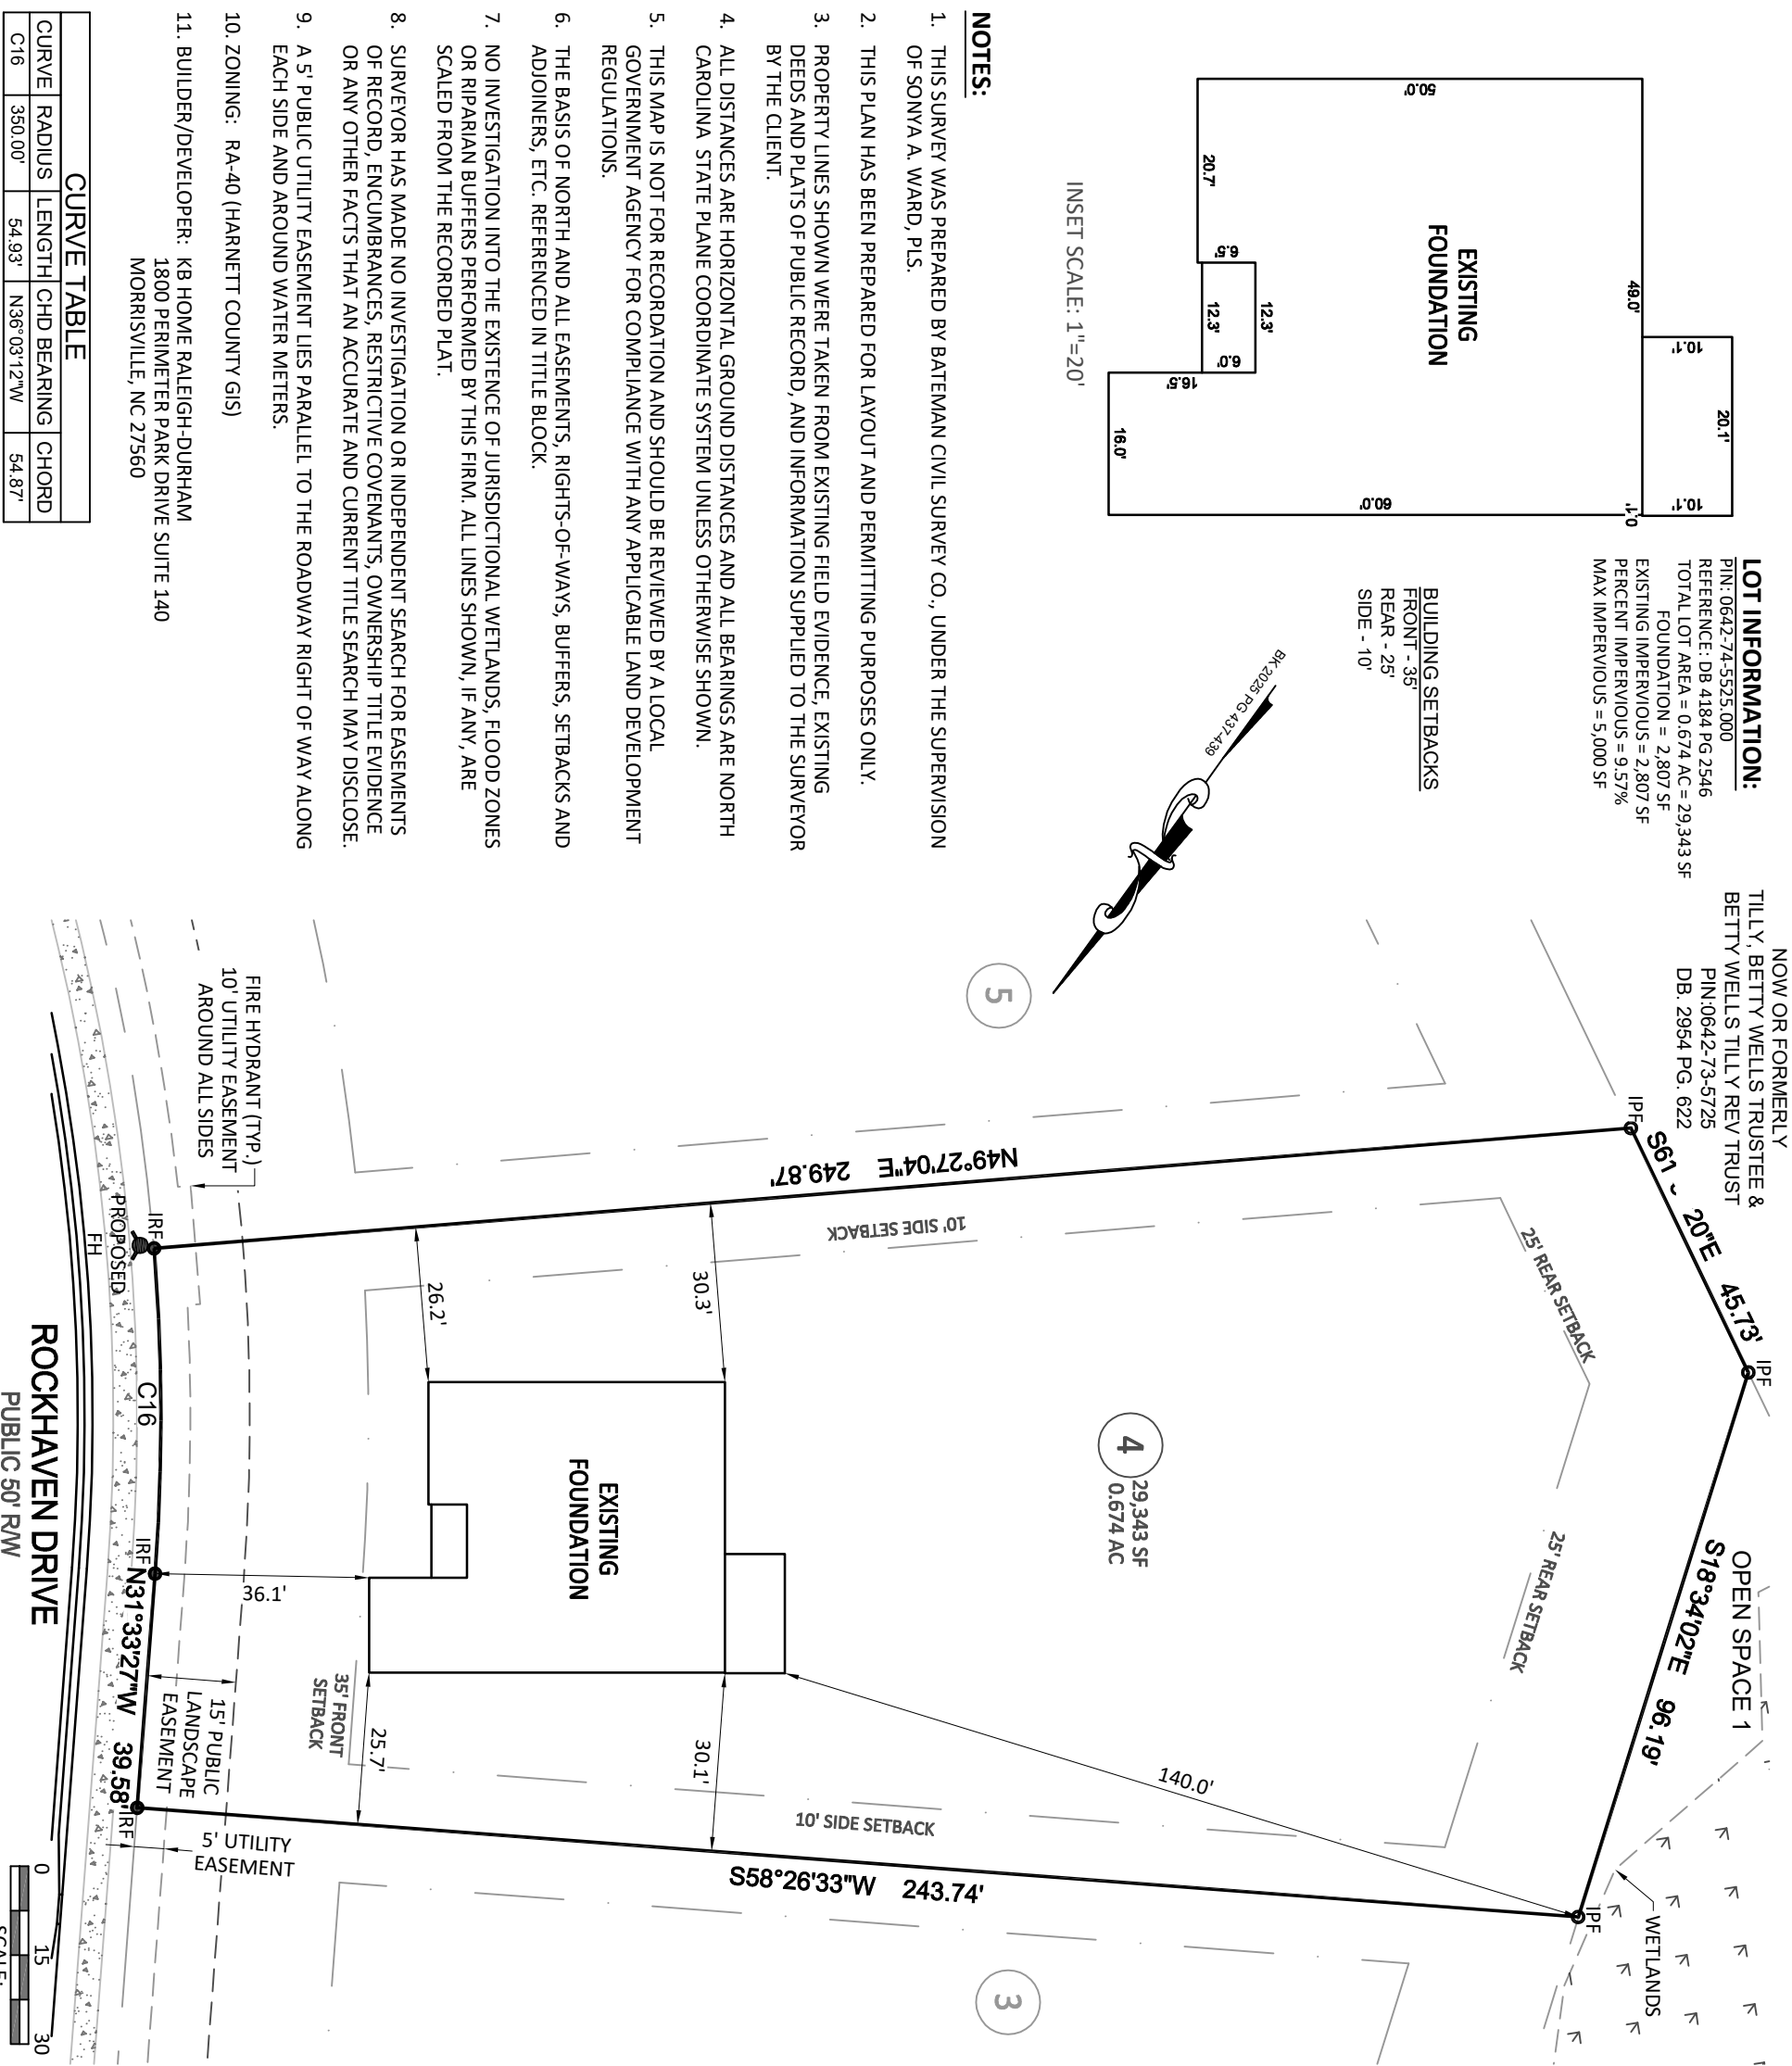 LOT INFORMATION:
PIN: 0642-74-5525.000
REFERENCE: DB 4184 PG 2546
TOTAL LOT AREA = 0.674 AC = 29,343 SF
FOUNDATION = 2,807 SF
EXISTING IMPERVIOUS = 2,807 SF
PERCENT IMPERVIOUS = 9.57%
MAX IMPERVIOUS = 5,000 SF
BUILDING SETBACKS
FRONT - 35'
REAR - 25'
SIDE - 10'
20.1'
10.1'
10.1'
0.1'
49.0'
50.0'
EXISTING
FOUNDATION
60.0'
20.7'
6.5'
12.3'
12.3'
6.0'
16.5'
16.0'
INSET SCALE: 1"=20'
NOTES:
1. THIS SURVEY WAS PREPARED BY BATEMAN CIVIL SURVEY CO., UNDER THE SUPERVISION
OF SONYA A. WARD, PLS.
2. THIS PLAN HAS BEEN PREPARED FOR LAYOUT AND PERMITTING PURPOSES ONLY.
3. PROPERTY LINES SHOWN WERE TAKEN FROM EXISTING FIELD EVIDENCE, EXISTING
DEEDS AND PLATS OF PUBLIC RECORD, AND INFORMATION SUPPLIED TO THE SURVEYOR
BY THE CLIENT.
4. ALL DISTANCES ARE HORIZONTAL GROUND DISTANCES AND ALL BEARINGS ARE NORTH
CAROLINA STATE PLANE COORDINATE SYSTEM UNLESS OTHERWISE SHOWN.
5. THIS MAP IS NOT FOR RECORDATION AND SHOULD BE REVIEWED BY A LOCAL
GOVERNMENT AGENCY FOR COMPLIANCE WITH ANY APPLICABLE LAND DEVELOPMENT
REGULATIONS.
6. THE BASIS OF NORTH AND ALL EASEMENTS, RIGHTS-OF-WAYS, BUFFERS, SETBACKS AND
ADJOINERS, ETC. REFERENCED IN TITLE BLOCK.
7. NO INVESTIGATION INTO THE EXISTENCE OF JURISDICTIONAL WETLANDS, FLOOD ZONES
OR RIPARIAN BUFFERS PERFORMED BY THIS FIRM. ALL LINES SHOWN, IF ANY, ARE
SCALED FROM THE RECORDED PLAT.
8. SURVEYOR HAS MADE NO INVESTIGATION OR INDEPENDENT SEARCH FOR EASEMENTS
OF RECORD, ENCUMBRANCES, RESTRICTIVE COVENANTS, OWNERSHIP TITLE EVIDENCE
OR ANY OTHER FACTS THAT AN ACCURATE AND CURRENT TITLE SEARCH MAY DISCLOSE.
9. A 5' PUBLIC UTILITY EASEMENT LIES PARALLEL TO THE ROADWAY RIGHT OF WAY ALONG
EACH SIDE AND AROUND WATER METERS.
10. ZONING: RA-40 (HARNETT COUNTY GIS)
11. BUILDER/DEVELOPER: KB HOME RALEIGH-DURHAM
1800 PERIMETER PARK DRIVE SUITE 140
MORRISVILLE, NC 27560
CURVE TABLE
CURVE RADIUS LENGTH CHD BEARING CHORD
C16 350.00' 54.93' N36°03'12"W 54.87'
BK 2025 PG 437-439
NOW OR FORMERLY
TILLY, BETTY WELLS TRUSTEE &
BETTY WELLS TILLY REV TRUST
PIN:0642-73-5725
DB. 2954 PG. 622
IPF
S61 20"E 45.73'
IPF
OPEN SPACE 1
S18°34'02"E 96.19'
IPF
WETLANDS
25' REAR SETBACK
25' REAR SETBACK
5
N49°27'04"E 249.87'
10' SIDE SETBACK
4
29,343 SF
0.674 AC
140.0'
10' SIDE SETBACK
S58°26'33"W 243.74'
3
30.3'
30.1'
26.2'
25.7'
EXISTING
FOUNDATION
35' FRONT
SETBACK
36.1'
FIRE HYDRANT (TYP.)
10' UTILITY EASEMENT
AROUND ALL SIDES
15' PUBLIC
LANDSCAPE
EASEMENT
5' UTILITY
EASEMENT
IRF
PROPOSED
FH
C16
IRF
N31°33'27"W 39.58'
IRF
ROCKHAVEN DRIVE
PUBLIC 50' R/W
0 15 30
SCALE: